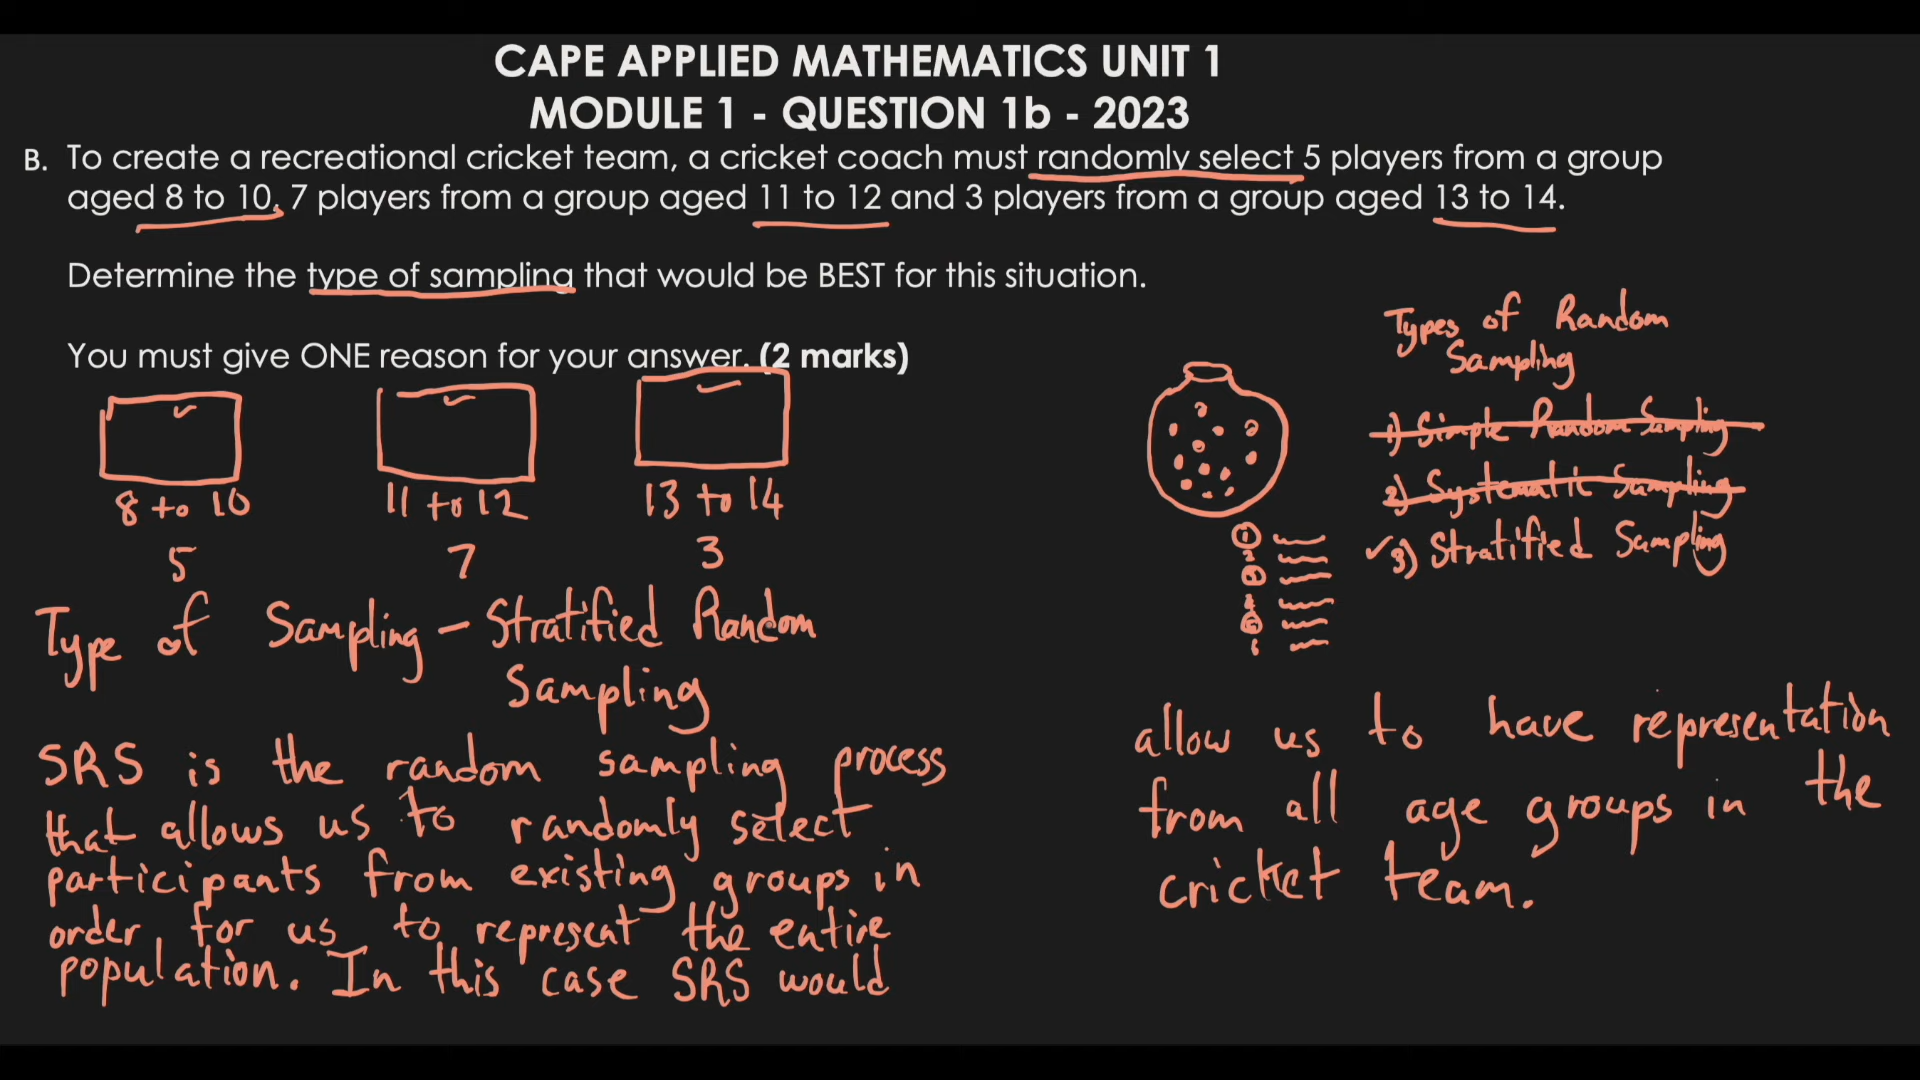 CAPE APPLIED MATHEMATICS UNIT 1
MODULE 1 - QUESTION 1b - 2023
B. To create a recreational cricket team, a cricket coach must randomly select 5 players from a group
aged 8 to 10, 7 players from a group aged 11 to 12 and 3 players from a group aged 13 to 14.
Determine the type of sampling that would be BEST for this situation.
You must give ONE reason for your answer. (2 marks)
8 to 10
11 to 12
13 to 14
5
7
3
Type of Sampling - Stratified Random
Sampling
SRS is the random sampling process
that allows us to randomly select
participants from existing groups in
order for us to represent the entire
population. In this case SRS would
Types of Random
Sampling
1) Simple Random Sampling
2) Systematic Sampling
3) Stratified Sampling
1
2
3
4
5
6
allow us to have representation
from all age groups in the
cricket team.